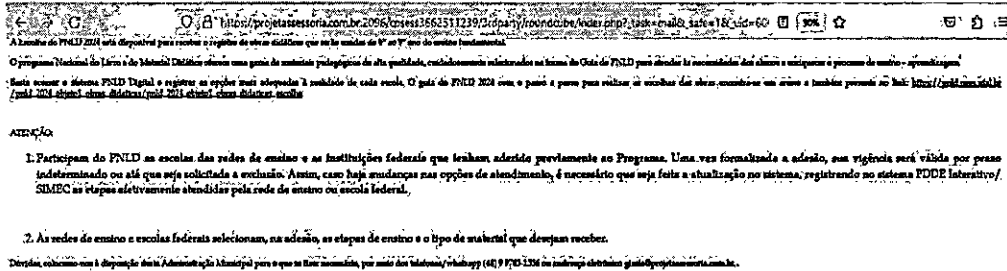 https://projetassessoria.com.br:2096/cpsess3662511239/3rdparty/roundcube/index.php?_task=mail&_safe=1&_uid=60 90%
A Escolha do PNLD 2024 está disponível para receber o registro de obras didáticas que serão usadas do 6º ao 9º ano do ensino fundamental.
O programa Nacional do Livro e do Material Didático oferece uma gama de materiais pedagógicos de alta qualidade, cuidadosamente selecionados na forma do Guia do PNLD para atender às necessidades dos alunos e enriquecer o processo de ensino - aprendizagem.
Basta acessar o sistema PNLD Digital e registrar as opções mais adequadas à realidade de cada escola. O guia do PNLD 2024 com o passo a passo para realizar as escolhas das obras encontra-se em anexo e também presente no link:
/pnld_2024_objeto1_obras_didaticas/pnld_2024_objeto1_obras_didaticas_escolha
ATENÇÃO:
1. Participam do PNLD as escolas das redes de ensino e as instituições federais que tenham aderido previamente ao Programa. Uma vez formalizada a adesão, sua vigência será válida por prazo
indeterminado ou até que seja solicitada a exclusão. Assim, caso haja mudanças nas opções de atendimento, é necessário que seja feita a atualização no sistema, registrando no sistema PDDE Interativo/
SIMEC as etapas efetivamente atendidas pela rede de ensino ou escola federal.
2. As redes de ensino e escolas federais selecionam, na adesão, as etapas de ensino e o tipo de material que desejam receber.
Dúvidas, colocamo-nos à disposição desta Administração Municipal para o que se fizer necessário, por meio dos telefones/whatsapp ou endereço eletrônico